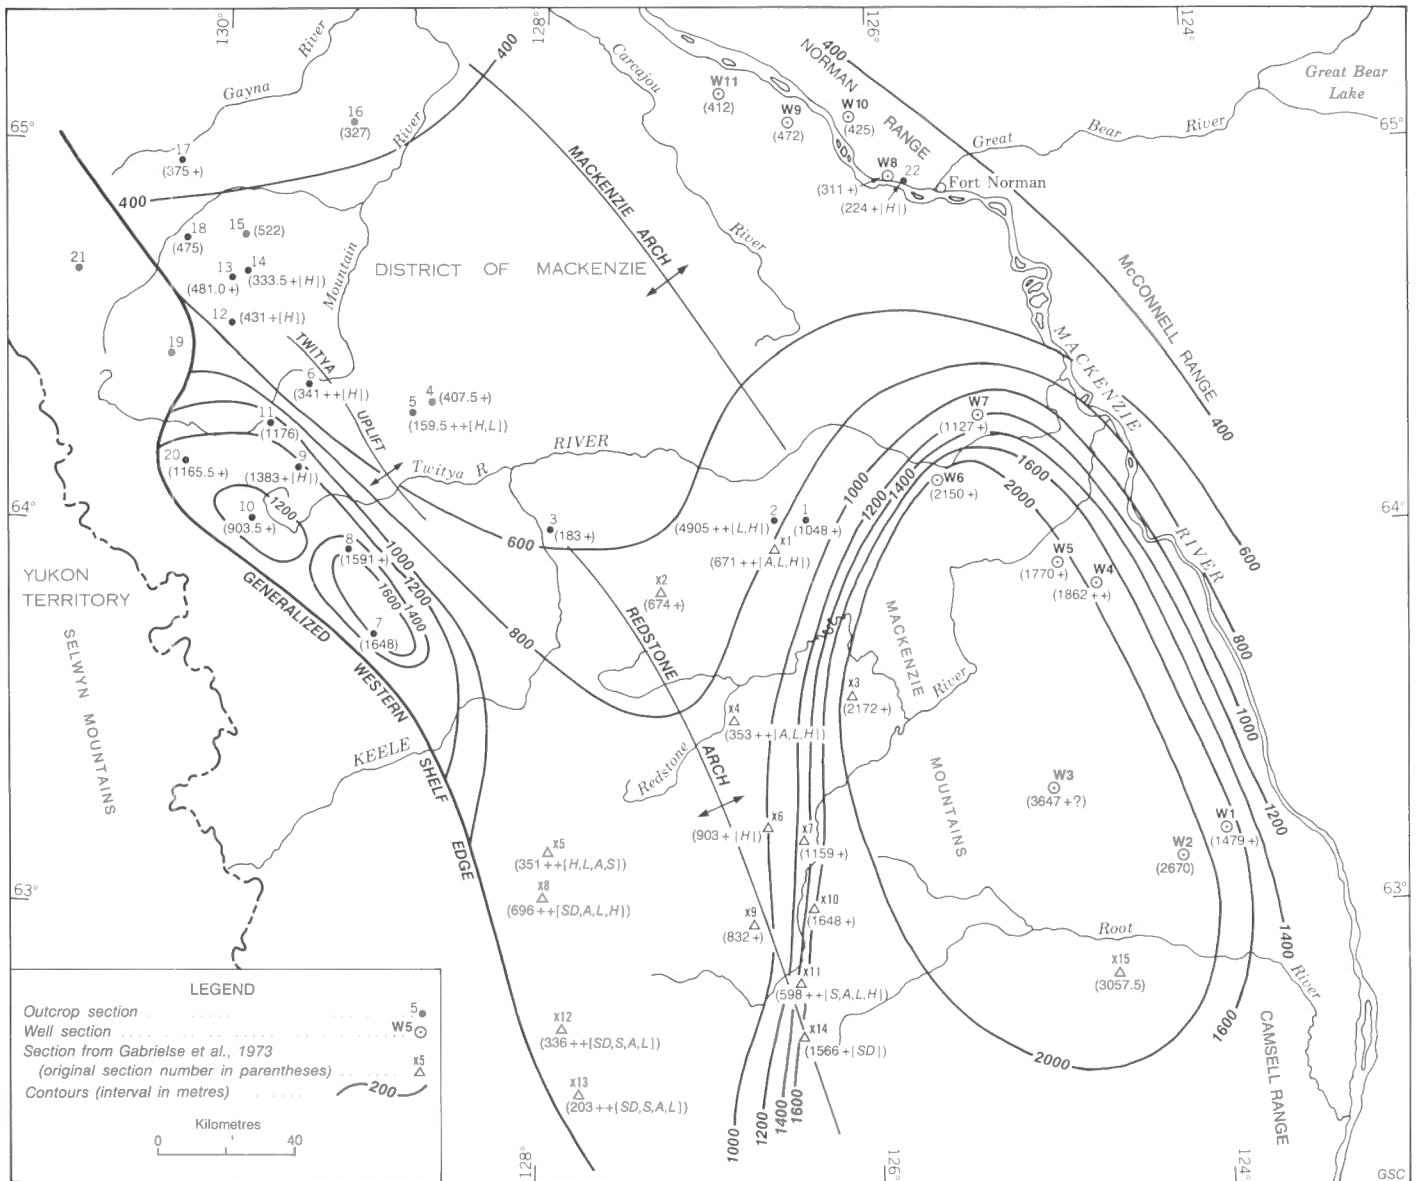 130°
128°
126°
124°
65°
65°
64°
64°
63°
63°
128°
126°
124°
Gayna
River
River
Carcajou
River
400
NORMAN
RANGE
Great Bear
Lake
Great
Bear
River
Fort Norman
W11
(412)
W9
(472)
W10
(425)
W8
(311 +)
22
(224 +[H])
16
(327)
17
(375 +)
400
400
18
(475)
15
(522)
21
13
(481.0 +)
14
(333.5 +[H])
12
(431 +[H])
19
Mountain
DISTRICT OF MACKENZIE
MACKENZIE ARCH
McCONNELL RANGE
400
MACKENZIE
RIVER
TWITYA
UPLIFT
6
(341 ++[H])
4
(407.5 +)
5
(159.5 ++[H,L])
11
(1176)
20
(1165.5 +)
9
(1383 +[H])
10
(903.5 +)
1200
8
(1591 +)
7
(1648)
1000
1200
1600
1400
Twitya R
RIVER
3
(183 +)
600
800
2
(4905 ++[L,H])
1
(1048 +)
x1
(671 ++[A,L,H])
x2
(674 +)
W7
(1127 +)
W6
(2150 +)
W5
(1770 +)
W4
(1862 ++)
1000
1200
1400
1600
2000
600
800
1000
1200
1400
1600
2000
YUKON
TERRITORY
SELWYN MOUNTAINS
GENERALIZED
WESTERN
SHELF
EDGE
KEELE
REDSTONE
ARCH
Redstone
River
MACKENZIE
MOUNTAINS
x3
(2172 +)
x4
(353 ++[A,L,H])
W3
(3647 +?)
W1
(1479 +)
W2
(2670)
x6
(903 + [H])
x7
(1159 +)
x5
(351 ++[H,L,A,S])
x8
(696 ++[SD,A,L,H])
x10
(1648 +)
x9
(832 +)
x11
(598 ++[S,A,L,H])
x14
(1566 +[SD])
x12
(336 ++[SD,S,A,L])
x13
(203 ++[SD,S,A,L])
Root
River
x15
(3057.5)
CAMSELL RANGE
1000
1200
1400
1600
LEGEND
Outcrop section 5
Well section W5
Section from Gabrielse et al., 1973
(original section number in parentheses) x5
Contours (interval in metres) 200
Kilometres
0 40
GSC